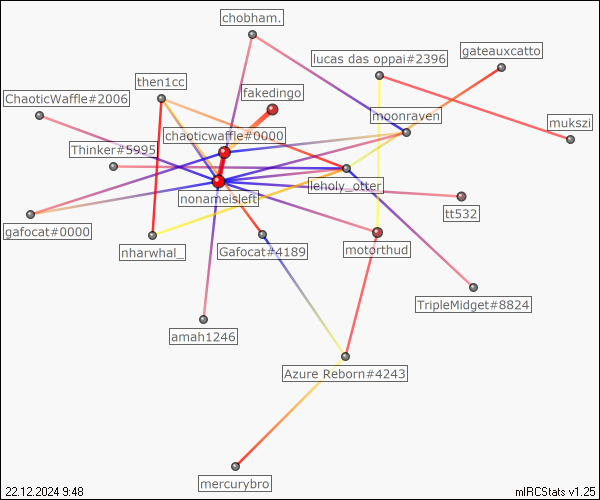 chobham.
lucas das oppai#2396
gateauxcatto
then1cc
fakedingo
ChaoticWaffle#2006
moonraven
mukszi
chaoticwaffle#0000
Thinker#5995
leholy_otter
nonameisleft
tt532
gafocat#0000
nharwhal_
Gafocat#4189
motorthud
TripleMidget#8824
amah1246
Azure Reborn#4243
mercurybro
22.12.2024 9:48
mIRCStats v1.25